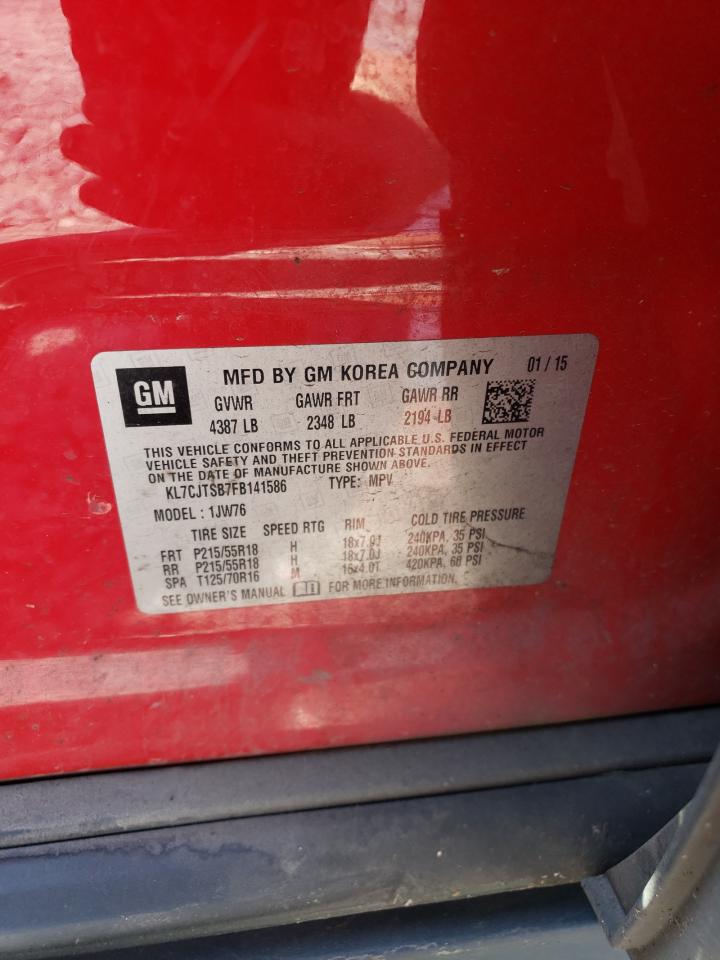 GM
MFD BY GM KOREA COMPANY 01 / 15
GVWR GAWR FRT GAWR RR
4387 LB 2348 LB 2194 LB
THIS VEHICLE CONFORMS TO ALL APPLICABLE U.S. FEDERAL MOTOR
VEHICLE SAFETY AND THEFT PREVENTION STANDARDS IN EFFECT
ON THE DATE OF MANUFACTURE SHOWN ABOVE.
KL7CJTSB7FB141586 TYPE: MPV
MODEL : 1JW76
TIRE SIZE SPEED RTG RIM COLD TIRE PRESSURE
FRT P215/55R18 H 18x7.0J 240KPA, 35 PSI
RR P215/55R18 H 18x7.0J 240KPA, 35 PSI
SPA T125/70R16 M 16x4.0T 420KPA, 60 PSI
SEE OWNER'S MANUAL FOR MORE INFORMATION.